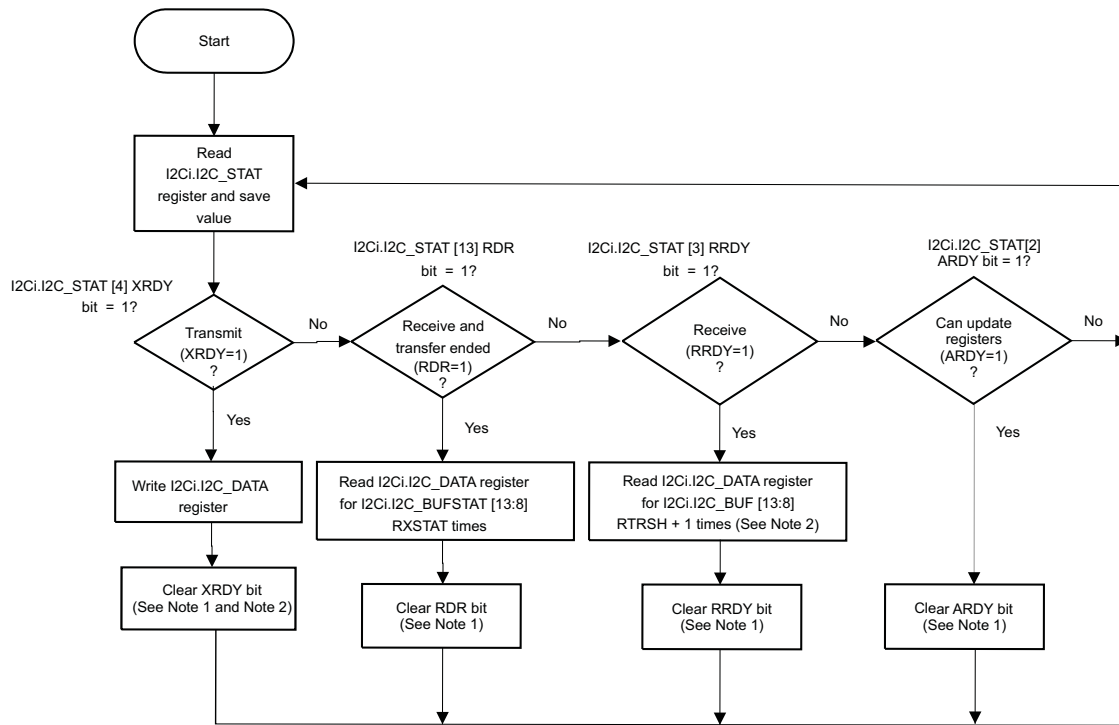 Start
Read
I2Ci.I2C_STAT
register and save
value
I2Ci.I2C_STAT [4] XRDY
bit = 1?
I2Ci.I2C_STAT [13] RDR
bit = 1?
I2Ci.I2C_STAT [3] RRDY
bit = 1?
I2Ci.I2C_STAT[2]
ARDY bit = 1?
Transmit
(XRDY=1)
?
No
Receive and
transfer ended
(RDR=1)
?
No
Receive
(RRDY=1)
?
No
Can update
registers
(ARDY=1)
?
No
Yes
Yes
Yes
Yes
Write I2Ci.I2C_DATA
register
Read I2Ci.I2C_DATA register
for I2Ci.I2C_BUFSTAT [13:8]
RXSTAT times
Read I2Ci.I2C_DATA register
for I2Ci.I2C_BUF [13:8]
RTRSH + 1 times (See Note 2)
Clear XRDY bit
(See Note 1 and Note 2)
Clear RDR bit
(See Note 1)
Clear RRDY bit
(See Note 1)
Clear ARDY bit
(See Note 1)